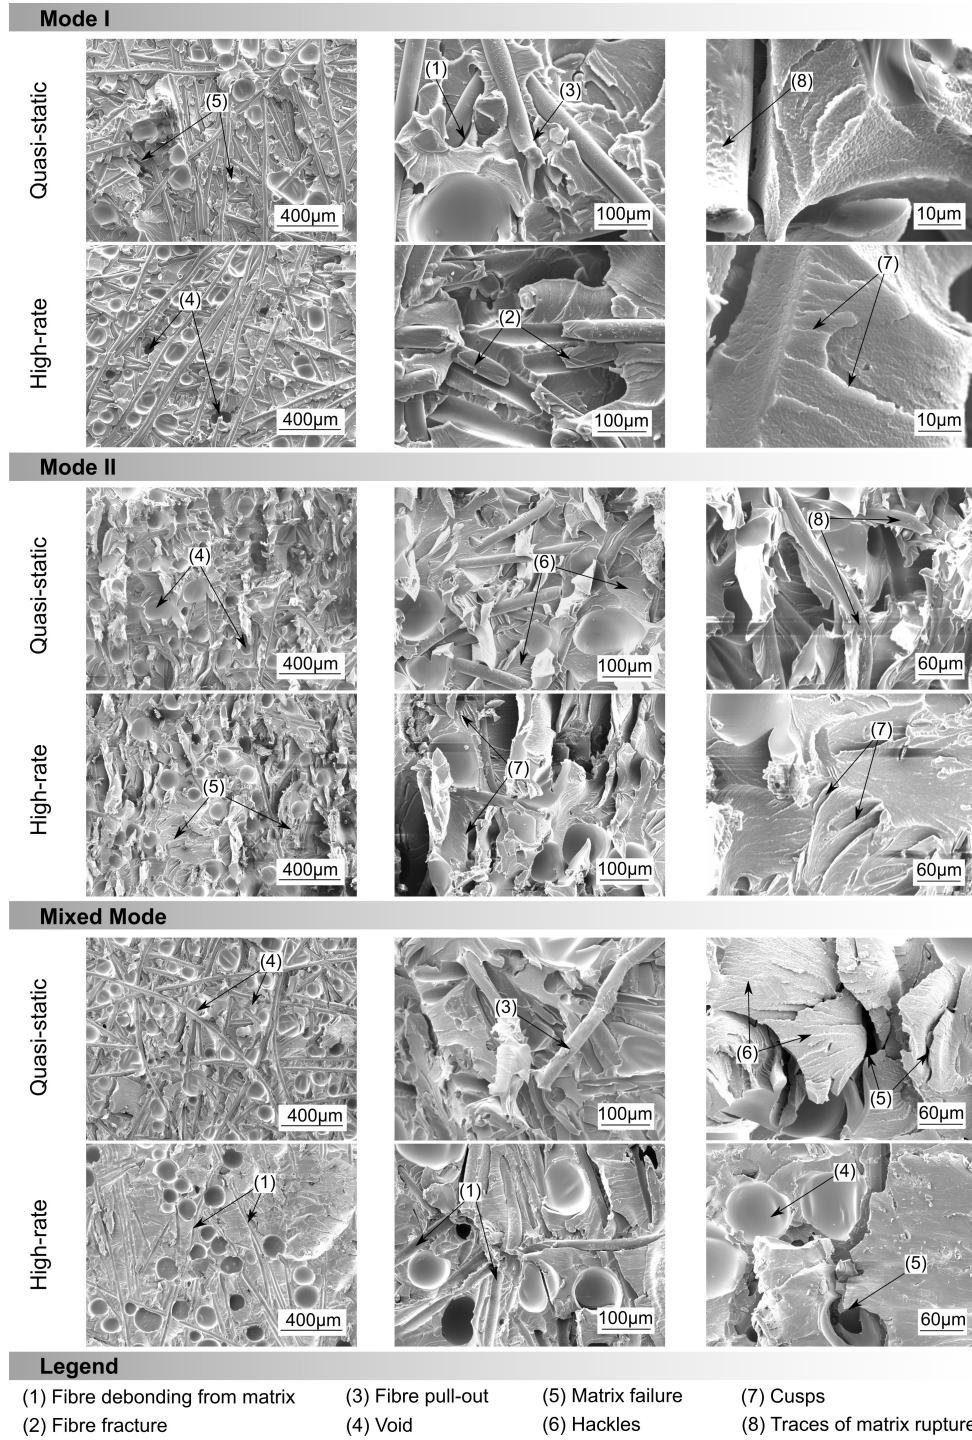 Mode I
Quasi-static
(5)
400µm
(1)
(3)
100µm
(8)
10µm
High-rate
(4)
400µm
(2)
100µm
(7)
10µm
Mode II
Quasi-static
(4)
400µm
(6)
100µm
(8)
60µm
High-rate
(5)
400µm
(7)
100µm
(7)
60µm
Mixed Mode
Quasi-static
(4)
400µm
(3)
100µm
(6)
(5)
60µm
High-rate
(1)
400µm
(1)
100µm
(4)
(5)
60µm
Legend
(1) Fibre debonding from matrix (3) Fibre pull-out (5) Matrix failure (7) Cusps
(2) Fibre fracture (4) Void (6) Hackles (8) Traces of matrix rupture